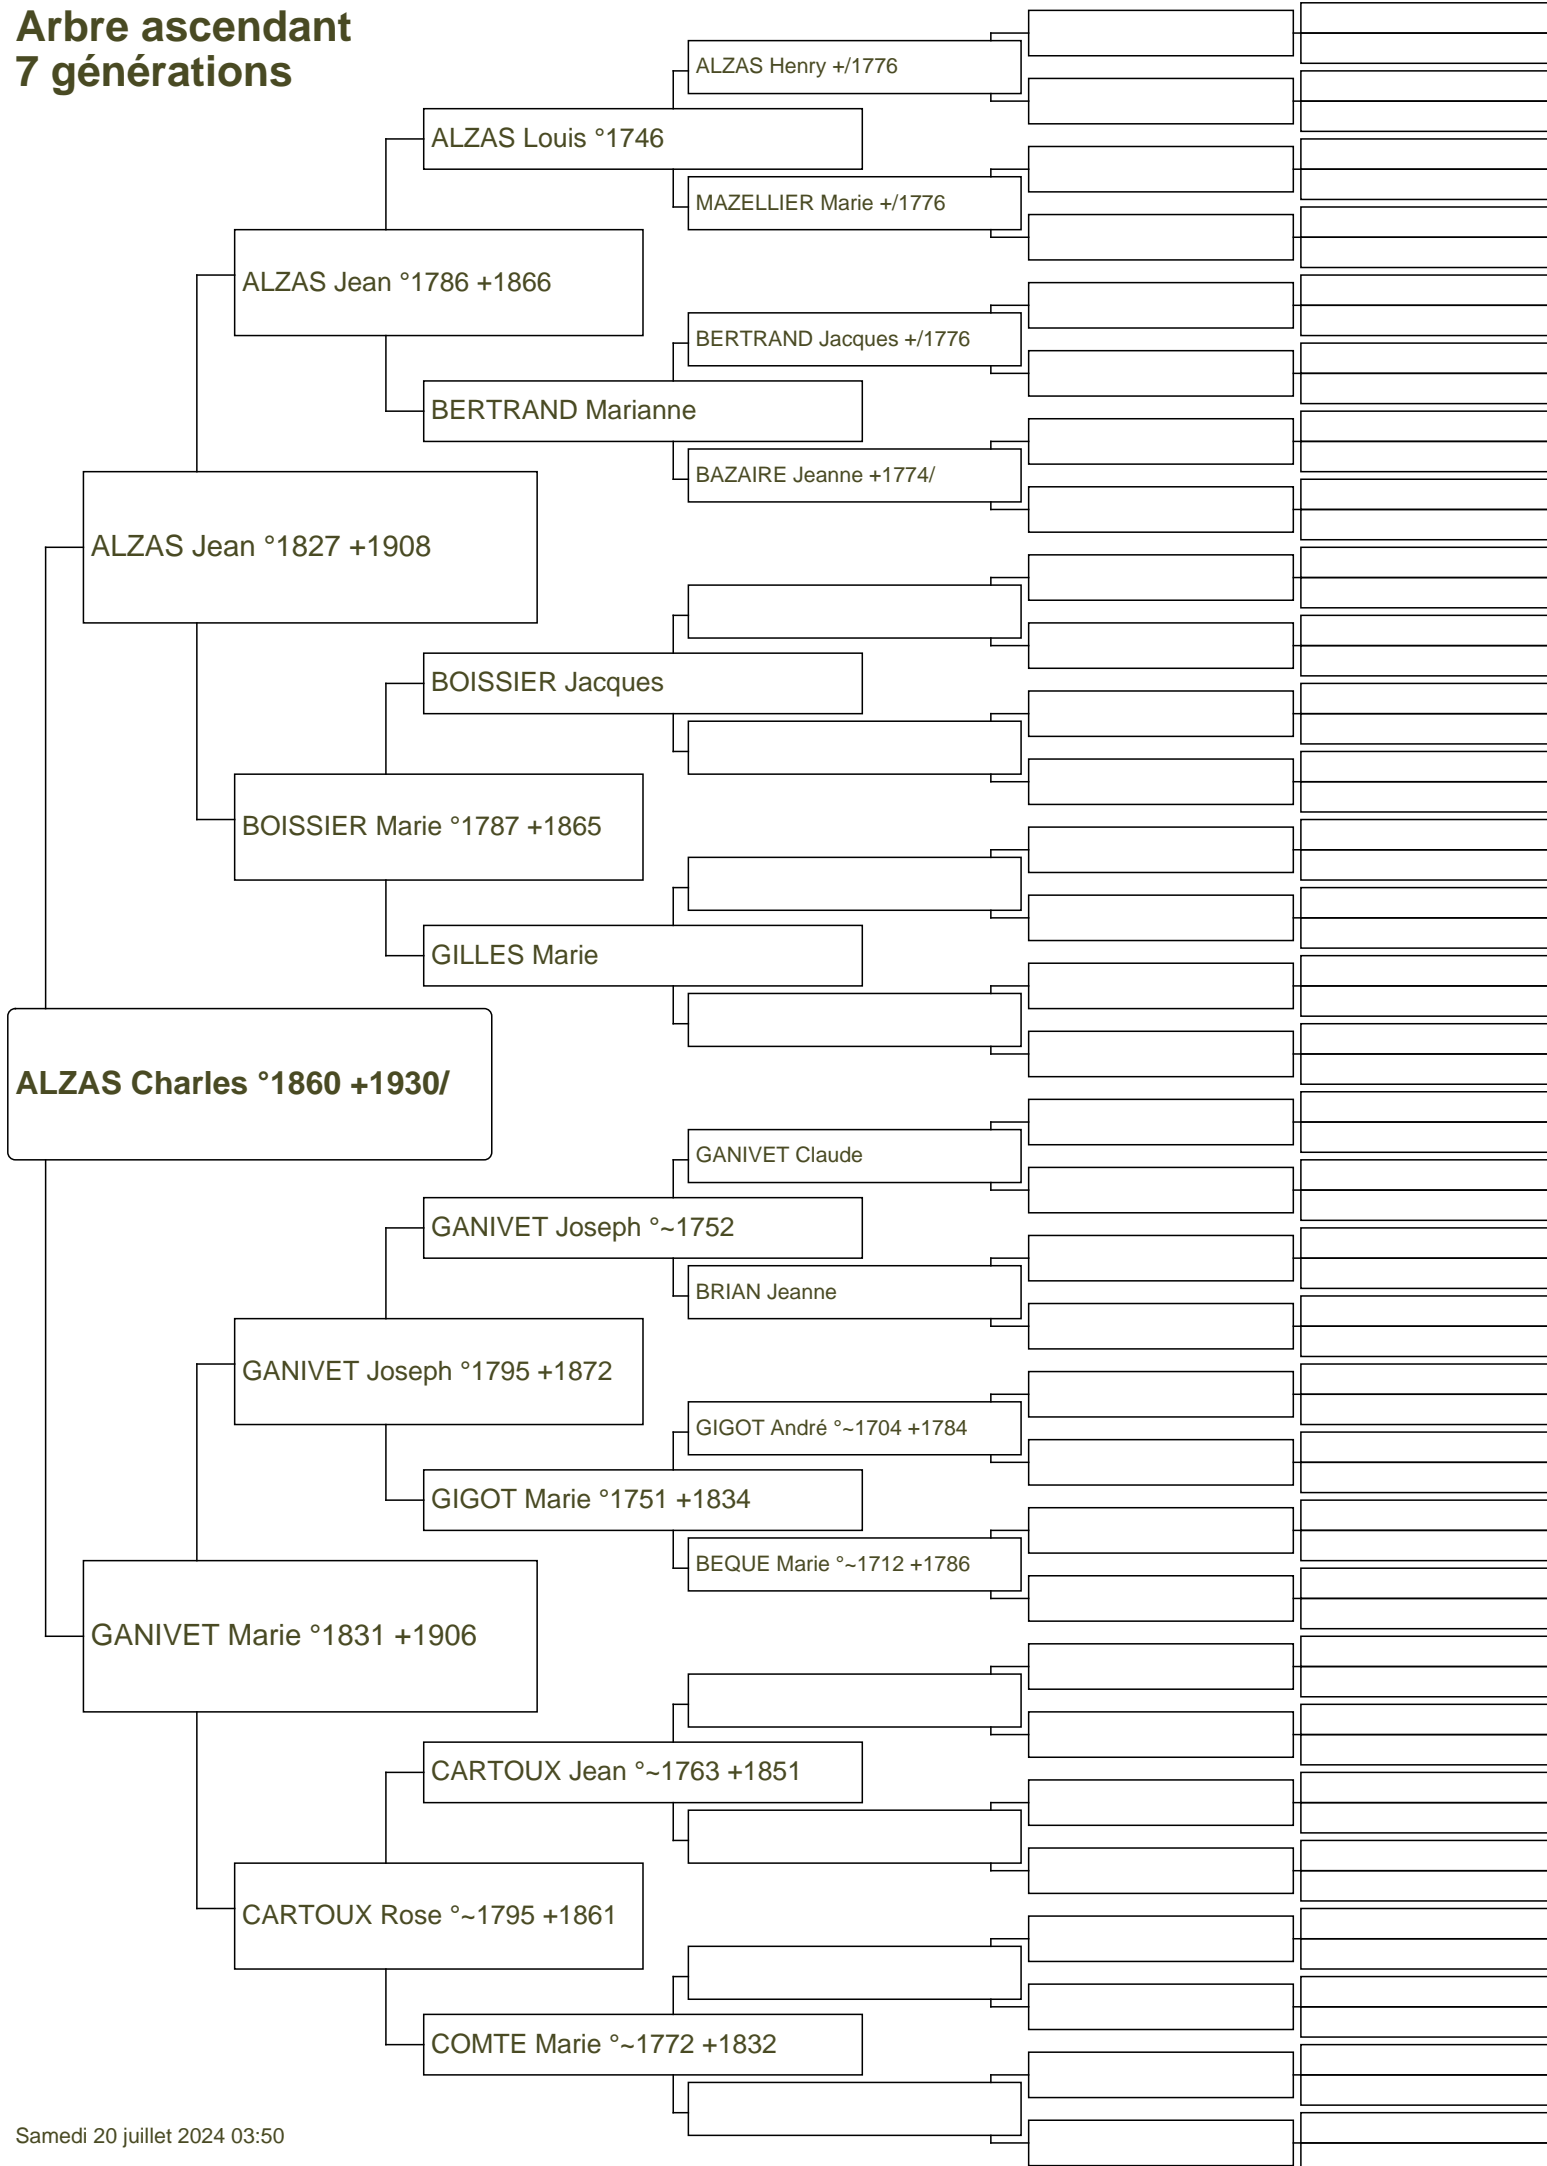 Arbre ascendant
7 générations
ALZAS Henry +/1776
ALZAS Louis °1746
MAZELLIER Marie +/1776
ALZAS Jean °1786 +1866
BERTRAND Jacques +/1776
BERTRAND Marianne
BAZAIRE Jeanne +1774/
ALZAS Jean °1827 +1908
BOISSIER Jacques
BOISSIER Marie °1787 +1865
GILLES Marie
ALZAS Charles °1860 +1930/
GANIVET Claude
GANIVET Joseph °~1752
BRIAN Jeanne
GANIVET Joseph °1795 +1872
GIGOT André °~1704 +1784
GIGOT Marie °1751 +1834
BEQUE Marie °~1712 +1786
GANIVET Marie °1831 +1906
CARTOUX Jean °~1763 +1851
CARTOUX Rose °~1795 +1861
COMTE Marie °~1772 +1832
Samedi 20 juillet 2024 03:50